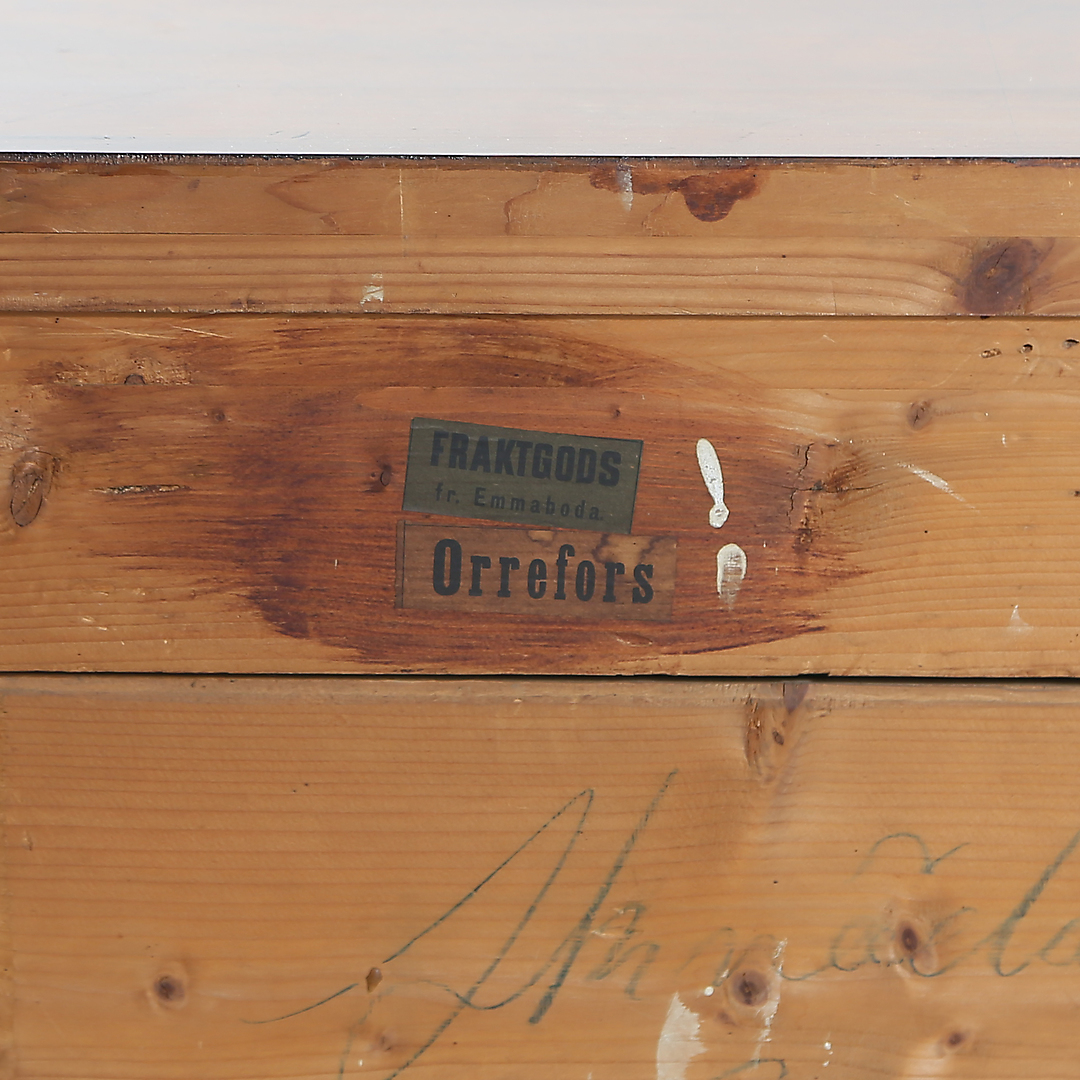 FRAKTGODS
fr. Emmaboda.
Orrefors